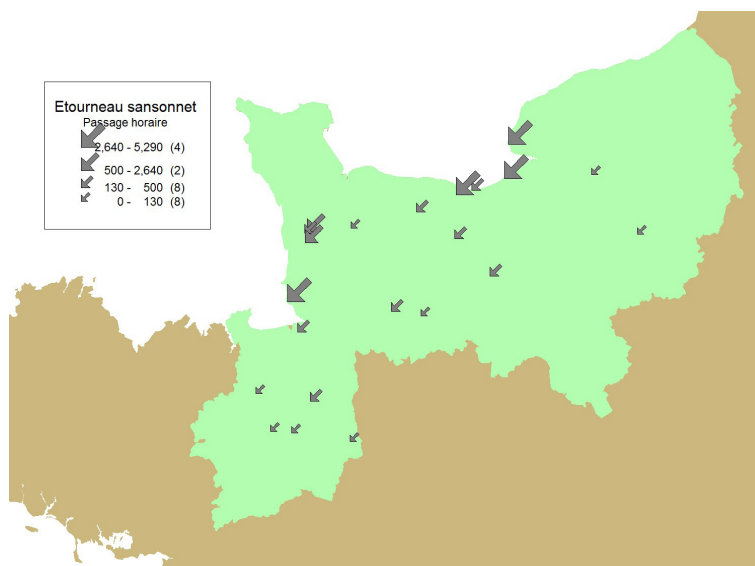 Etourneau sansonnet
Passage horaire
2,640 - 5,290 (4)
500 - 2,640 (2)
130 - 500 (8)
0 - 130 (8)